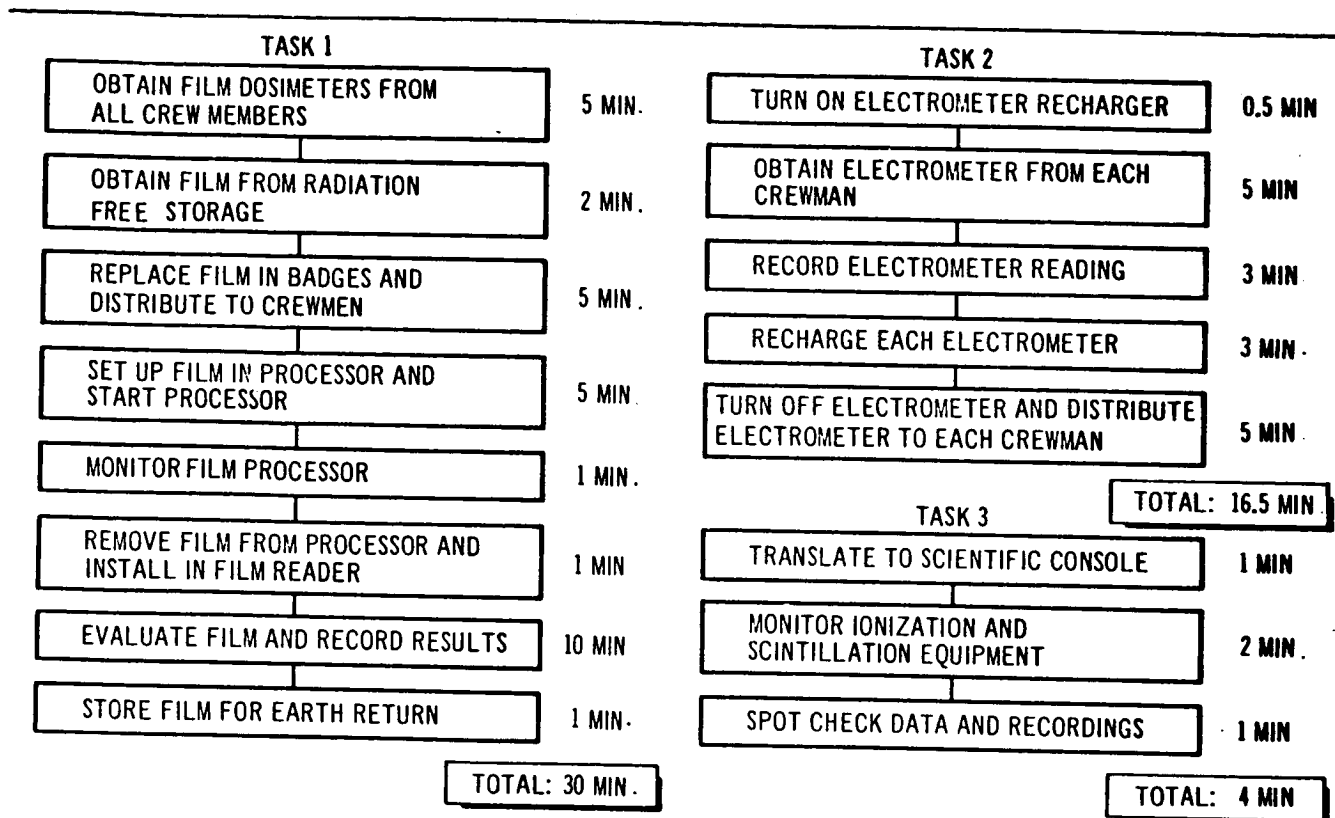 TASK 1
OBTAIN FILM DOSIMETERS FROM
ALL CREW MEMBERS
5 MIN.
OBTAIN FILM FROM RADIATION
FREE STORAGE
2 MIN.
REPLACE FILM IN BADGES AND
DISTRIBUTE TO CREWMEN
5 MIN.
SET UP FILM IN PROCESSOR AND
START PROCESSOR
5 MIN
MONITOR FILM PROCESSOR
1 MIN.
REMOVE FILM FROM PROCESSOR AND
INSTALL IN FILM READER
1 MIN
EVALUATE FILM AND RECORD RESULTS
10 MIN
STORE FILM FOR EARTH RETURN
1 MIN.
TOTAL: 30 MIN.
TASK 2
TURN ON ELECTROMETER RECHARGER
0.5 MIN
OBTAIN ELECTROMETER FROM EACH
CREWMAN
5 MIN
RECORD ELECTROMETER READING
3 MIN
RECHARGE EACH ELECTROMETER
3 MIN.
TURN OFF ELECTROMETER AND DISTRIBUTE
ELECTROMETER TO EACH CREWMAN
5 MIN.
TOTAL: 16.5 MIN
TASK 3
TRANSLATE TO SCIENTIFIC CONSOLE
1 MIN
MONITOR IONIZATION AND
SCINTILLATION EQUIPMENT
2 MIN.
SPOT CHECK DATA AND RECORDINGS
1 MIN
TOTAL: 4 MIN